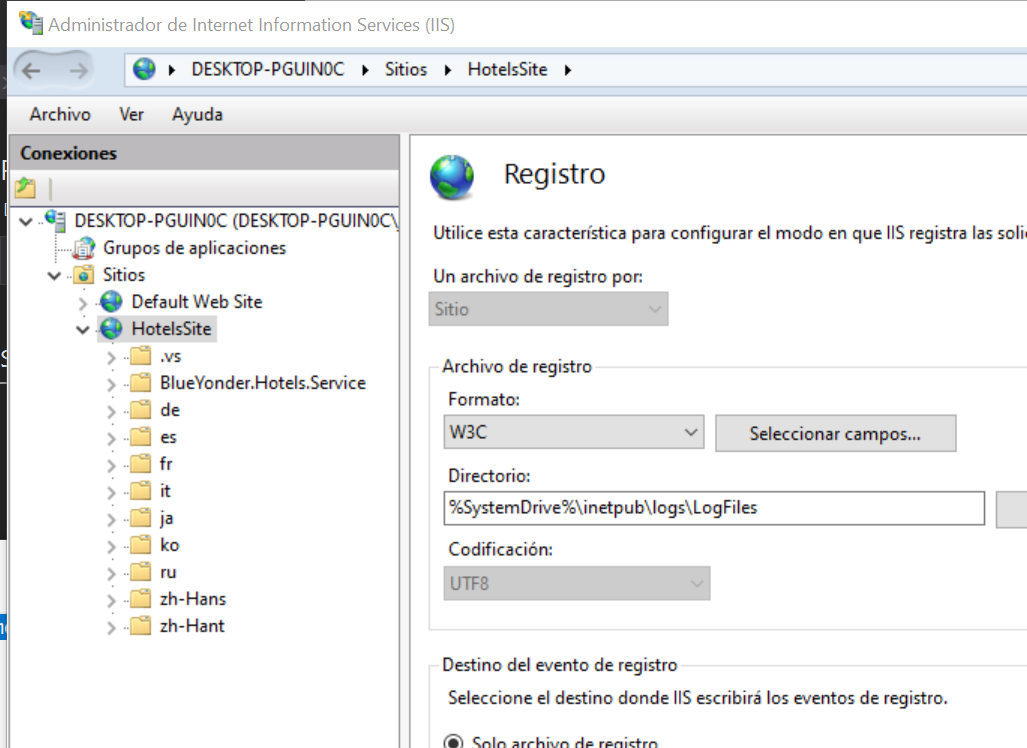 Administrador de Internet Information Services (IIS)
DESKTOP-PGUIN0C Sitios HotelsSite
Archivo Ver Ayuda
Conexiones
DESKTOP-PGUIN0C (DESKTOP-PGUIN0C\
Grupos de aplicaciones
Sitios
Default Web Site
HotelsSite
.vs
BlueYonder.Hotels.Service
de
es
fr
it
ja
ko
ru
zh-Hans
zh-Hant
Registro
Utilice esta característica para configurar el modo en que IIS registra las solic
Un archivo de registro por:
Sitio
Archivo de registro
Formato:
W3C
Seleccionar campos...
Directorio:
%SystemDrive%\inetpub\logs\LogFiles
Codificación:
UTF8
Destino del evento de registro
Seleccione el destino donde IIS escribirá los eventos de registro.
Solo archivo de registro